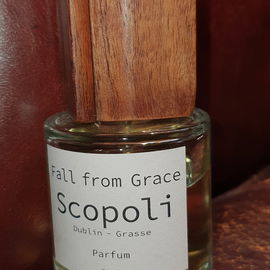 Fall from Grace
Scopoli
Dublin - Grasse
Parfum